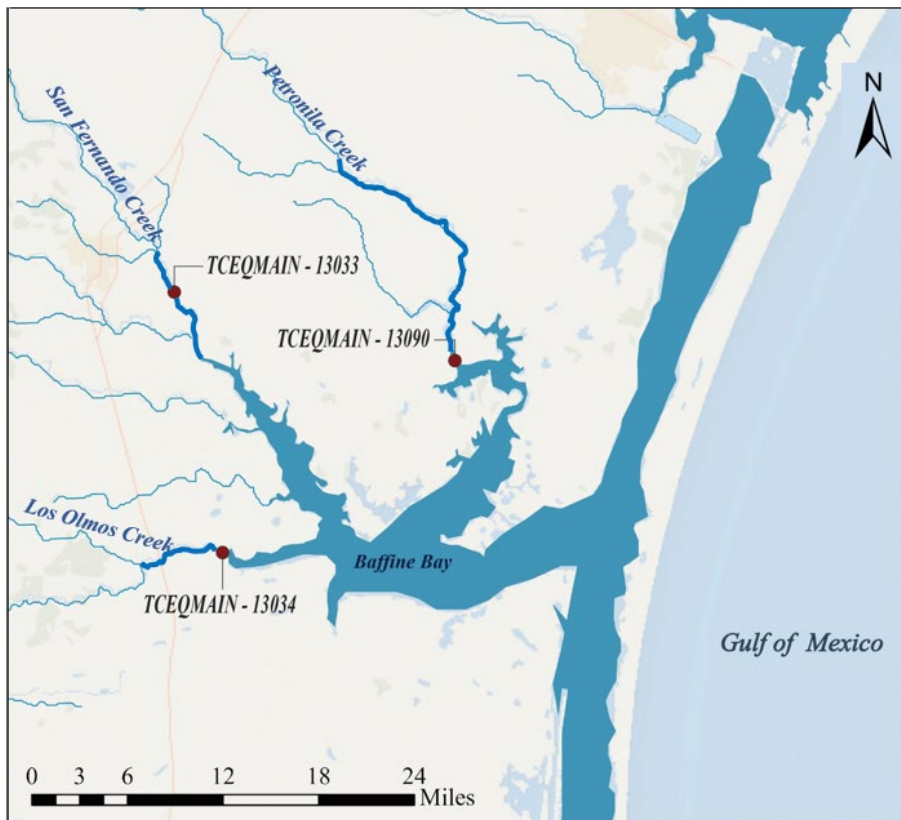 N
Petronila Creek
San Fernando Creek
TCEQMAIN - 13033
TCEQMAIN - 13090
Los Olmos Creek
Baffine Bay
TCEQMAIN - 13034
Gulf of Mexico
0 3 6 12 18 24
Miles